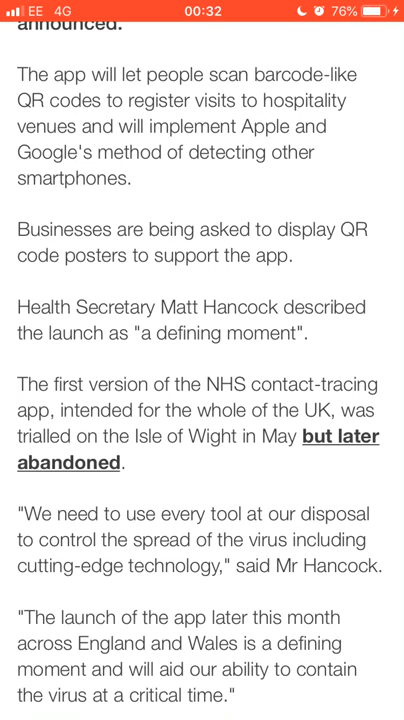 EE 4G 00:32 76%
announced.
The app will let people scan barcode-like
QR codes to register visits to hospitality
venues and will implement Apple and
Google's method of detecting other
smartphones.
Businesses are being asked to display QR
code posters to support the app.
Health Secretary Matt Hancock described
the launch as "a defining moment".
The first version of the NHS contact-tracing
app, intended for the whole of the UK, was
trialled on the Isle of Wight in May but later
abandoned.
"We need to use every tool at our disposal
to control the spread of the virus including
cutting-edge technology," said Mr Hancock.
"The launch of the app later this month
across England and Wales is a defining
moment and will aid our ability to contain
the virus at a critical time."